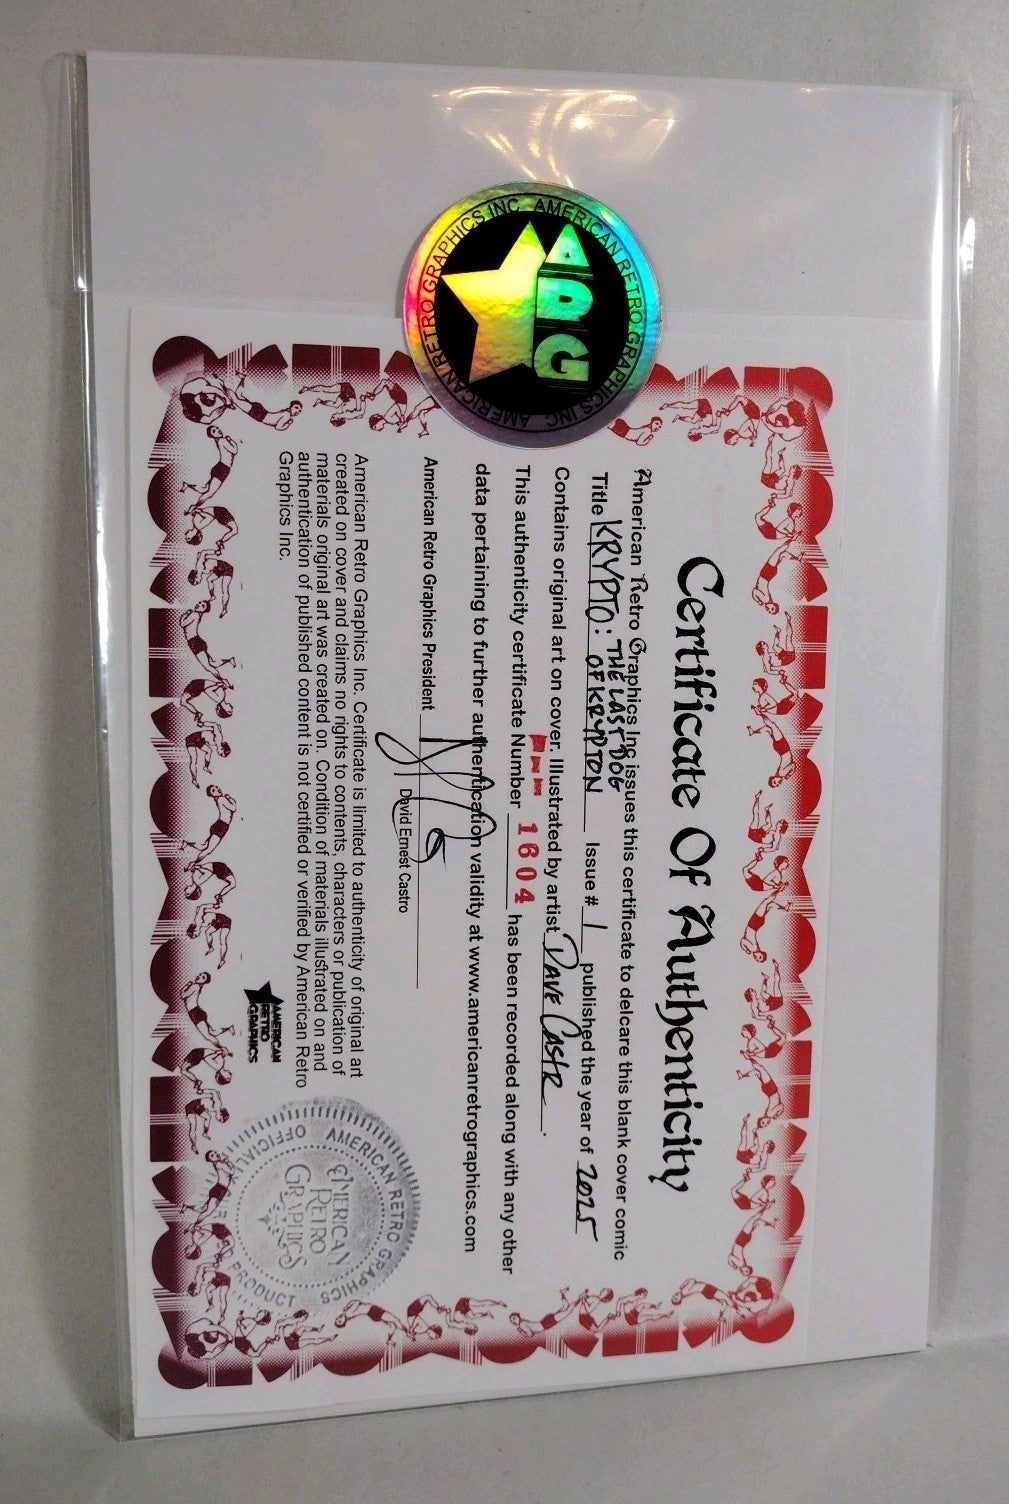 AMERICAN RETRO GRAPHICS INC AMERICAN RETRO GRAPHICS INC
ARG
Certificate Of Authenticity
American Retro Graphics Inc issues this certificate to delcare this blank cover comic
Title KRYPTO: THE LAST DOG OF KRYPTON Issue # 1 published the year of 2025
Contains original art on cover. Illustrated by artist Dave Castr.
This authenticity certificate Number 1604 has been recorded along with any other
data pertaining to further authentication validity at www.americanretrographics.com
American Retro Graphics President
David Ernest Castro
American Retro Graphics Inc. Certificate is limited to authenticity of original art
created on cover and claims no rights to contents, characters or publication of
materials original art was created on. Condition of materials illustrated on and
authentication of published content is not certified or verified by American Retro
Graphics Inc.
AMERICAN
RETRO
GRAPHICS
AMERICAN RETRO GRAPHICS
OFFICIAL
PRODUCT
AMERICAN
RETRO
GRAPHICS